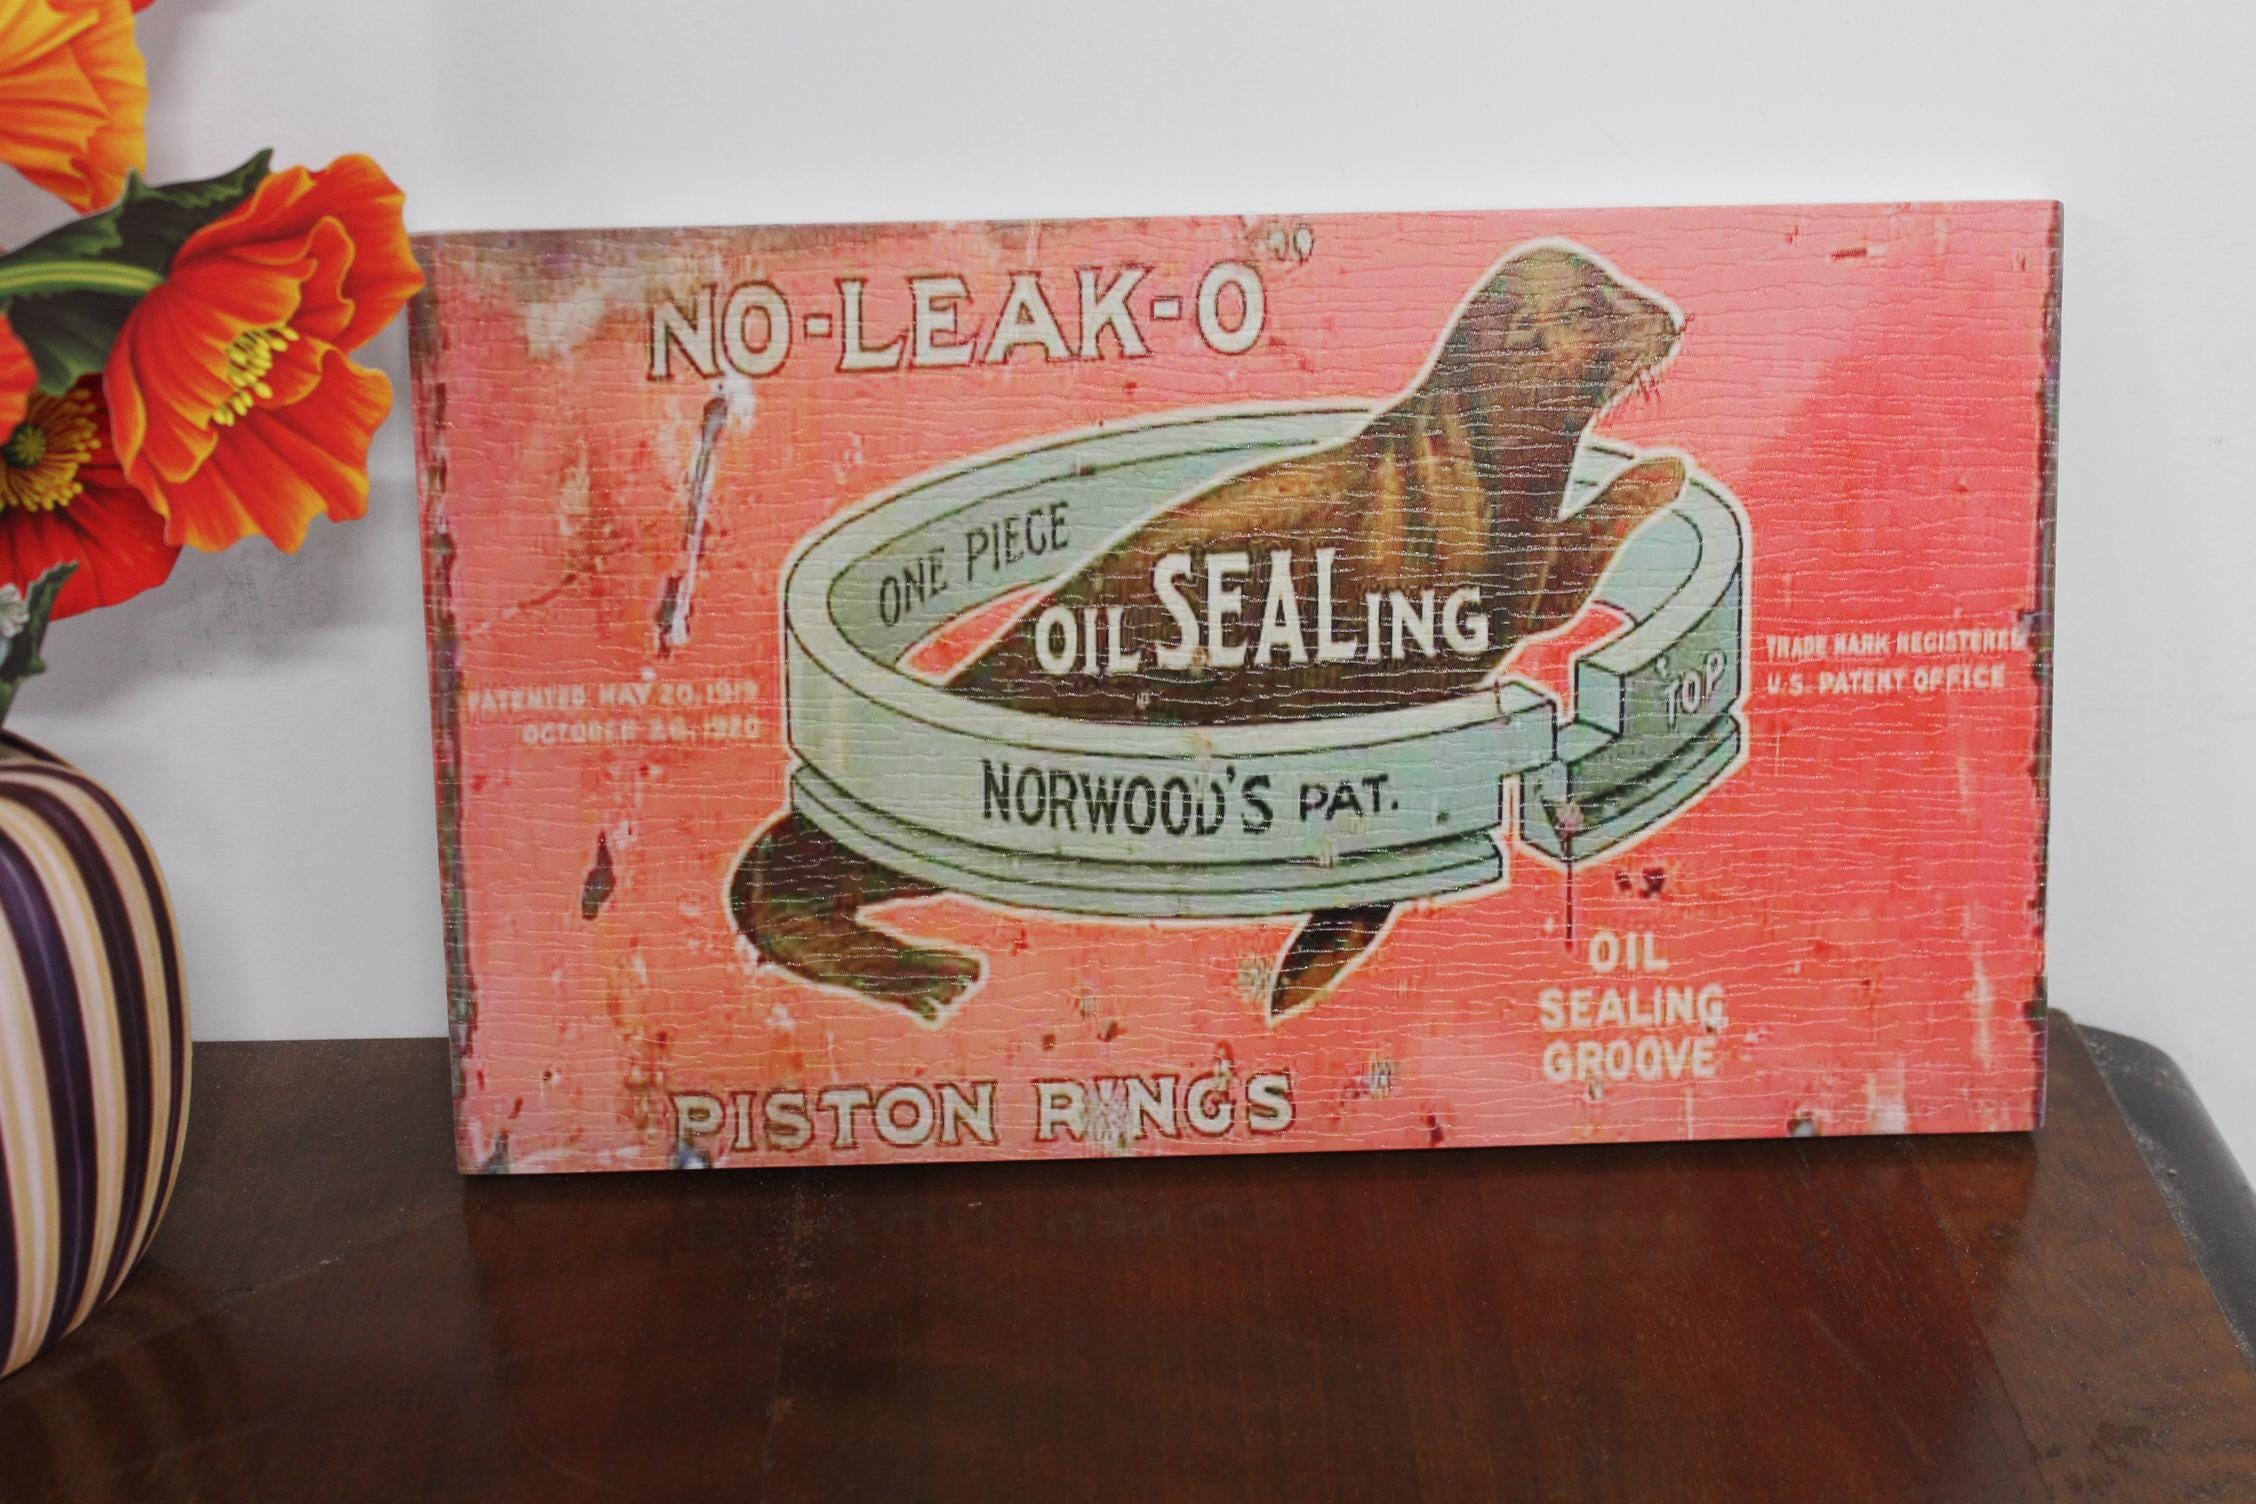 NO-LEAK-O
ONE PIECE
OIL SEALING
TOP
TRADE MARK REGISTERED
U.S. PATENT OFFICE
PATENTED MAY 20, 1919
OCTOBER 26, 1920
NORWOOD'S PAT.
OIL
SEALING
GROOVE
PISTON RINGS